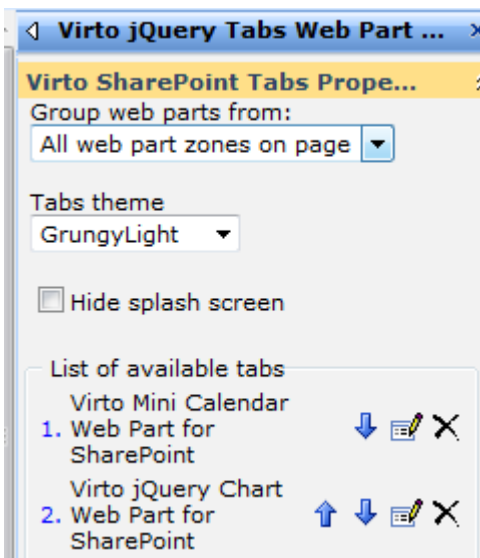 Virto jQuery Tabs Web Part ...
Virto SharePoint Tabs Prope...
Group web parts from:
All web part zones on page
Tabs theme
GrungyLight
Hide splash screen
List of available tabs
Virto Mini Calendar
1. Web Part for
SharePoint
Virto jQuery Chart
2. Web Part for
SharePoint